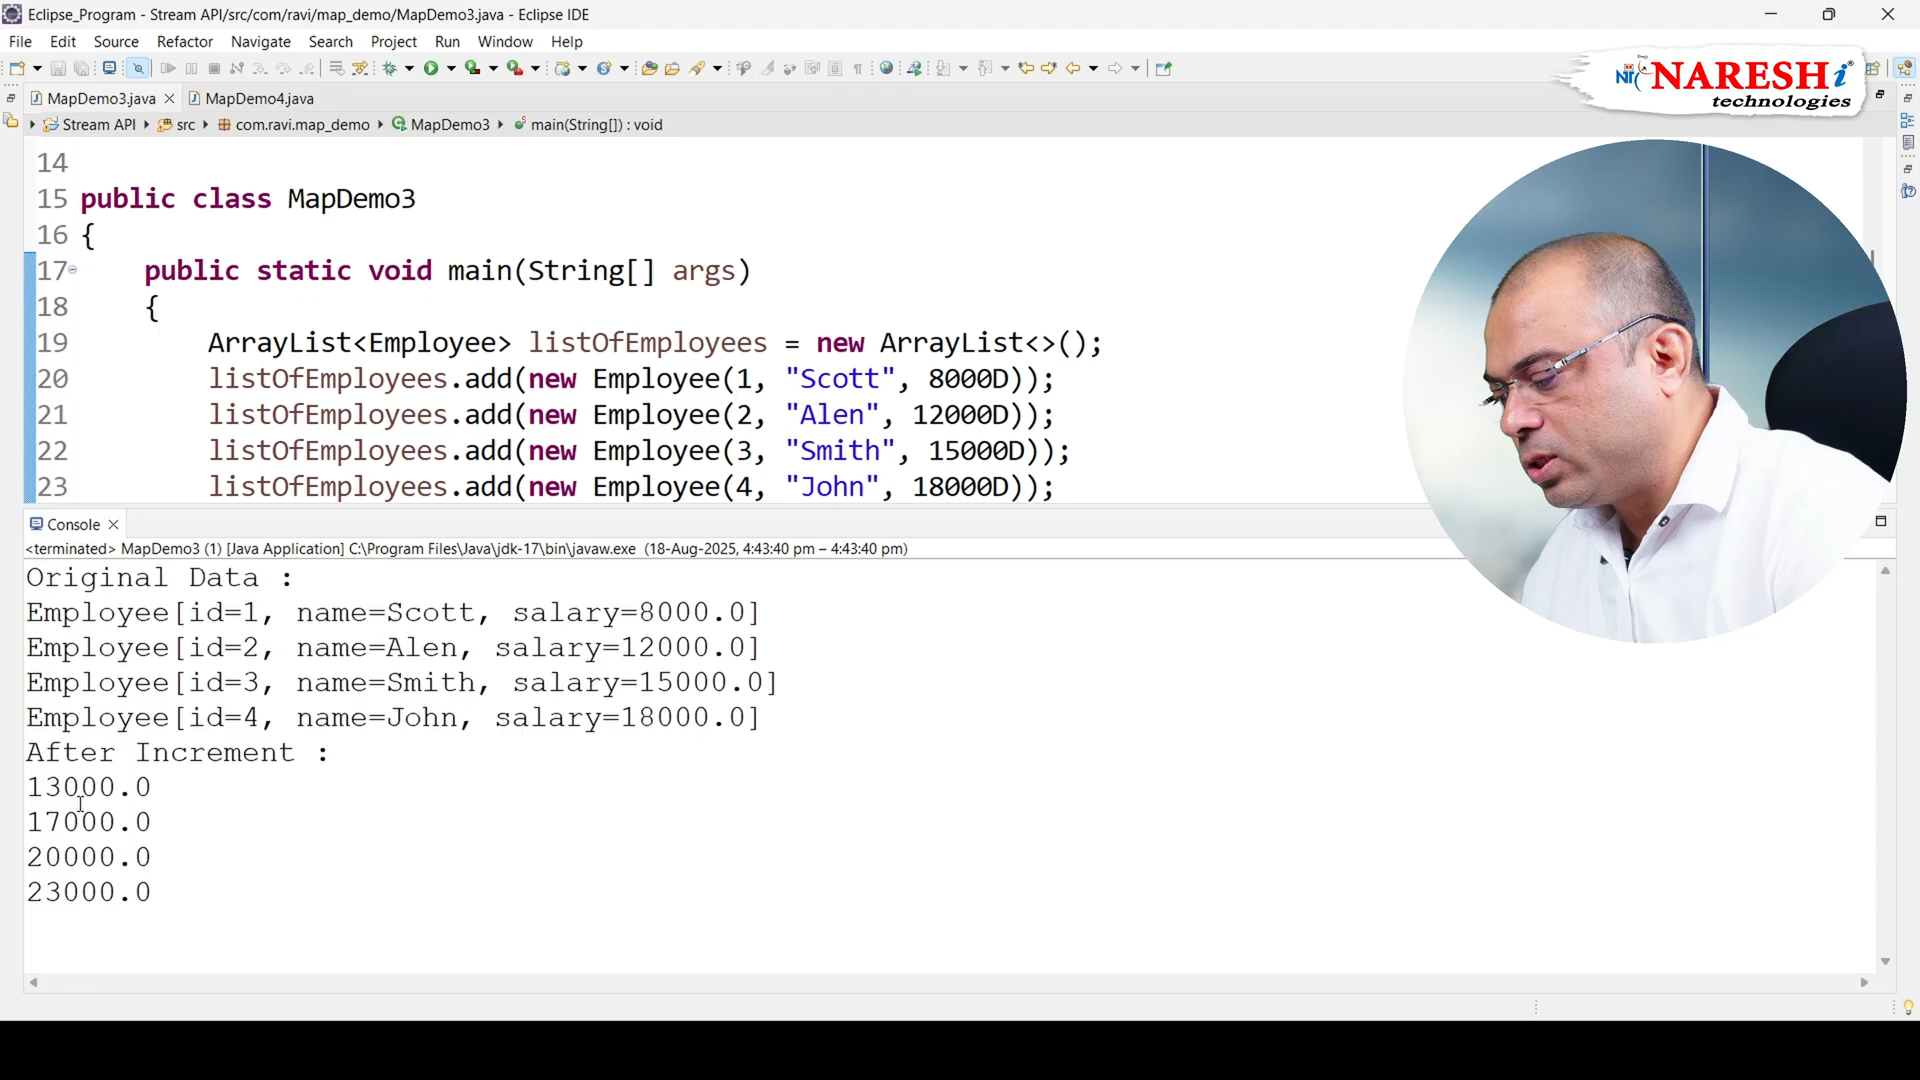 Eclipse_Program - Stream API/src/com/ravi/map_demo/MapDemo3.java - Eclipse IDE
File Edit Source Refactor Navigate Search Project Run Window Help
NARESH i
technologies
MapDemo3.java MapDemo4.java
Stream API src com.ravi.map_demo MapDemo3 main(String[]) : void
14
15 public class MapDemo3
16 {
17 public static void main(String[] args)
18 {
19 ArrayList<Employee> listOfEmployees = new ArrayList<>();
20 listOfEmployees.add(new Employee(1, "Scott", 8000D));
21 listOfEmployees.add(new Employee(2, "Alen", 12000D));
22 listOfEmployees.add(new Employee(3, "Smith", 15000D));
23 listOfEmployees.add(new Employee(4, "John", 18000D));
Console
<terminated> MapDemo3 (1) [Java Application] C:\Program Files\Java\jdk-17\bin\javaw.exe (18-Aug-2025, 4:43:40 pm – 4:43:40 pm)
Original Data :
Employee[id=1, name=Scott, salary=8000.0]
Employee[id=2, name=Alen, salary=12000.0]
Employee[id=3, name=Smith, salary=15000.0]
Employee[id=4, name=John, salary=18000.0]
After Increment :
13000.0
17000.0
20000.0
23000.0